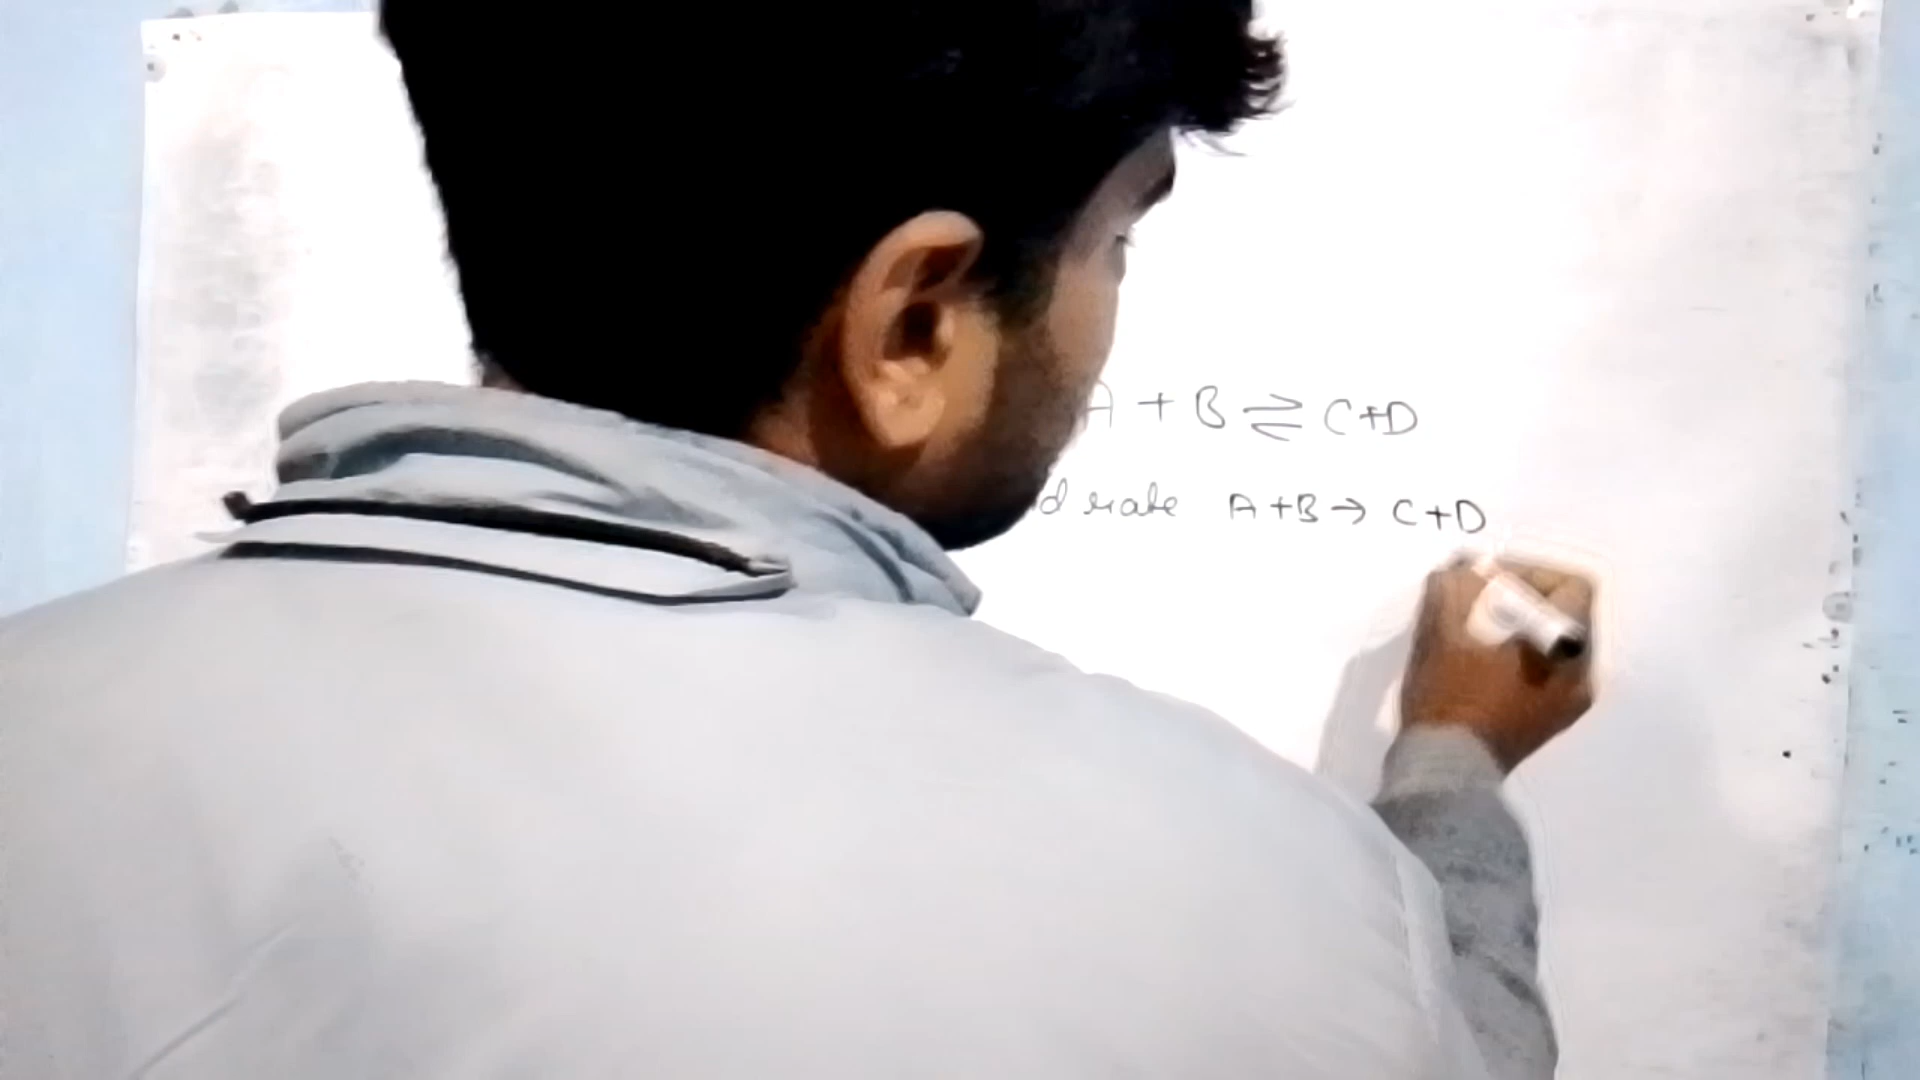 A + B ⇌ C+D
rate A+B → C+D